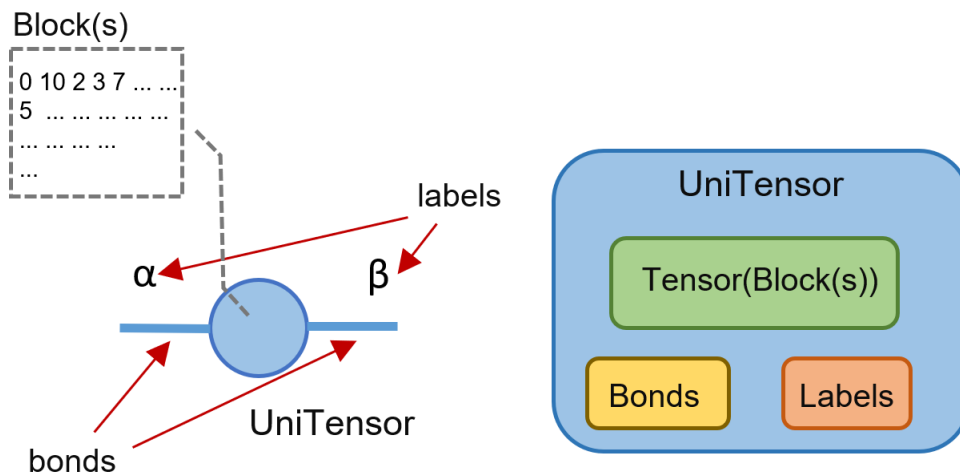 Block(s)
0 10 2 3 7 ... ...
5 ... ... ... ... ...
... ... ... ...
...
labels
α
β
UniTensor
bonds
UniTensor
Tensor(Block(s))
Bonds
Labels